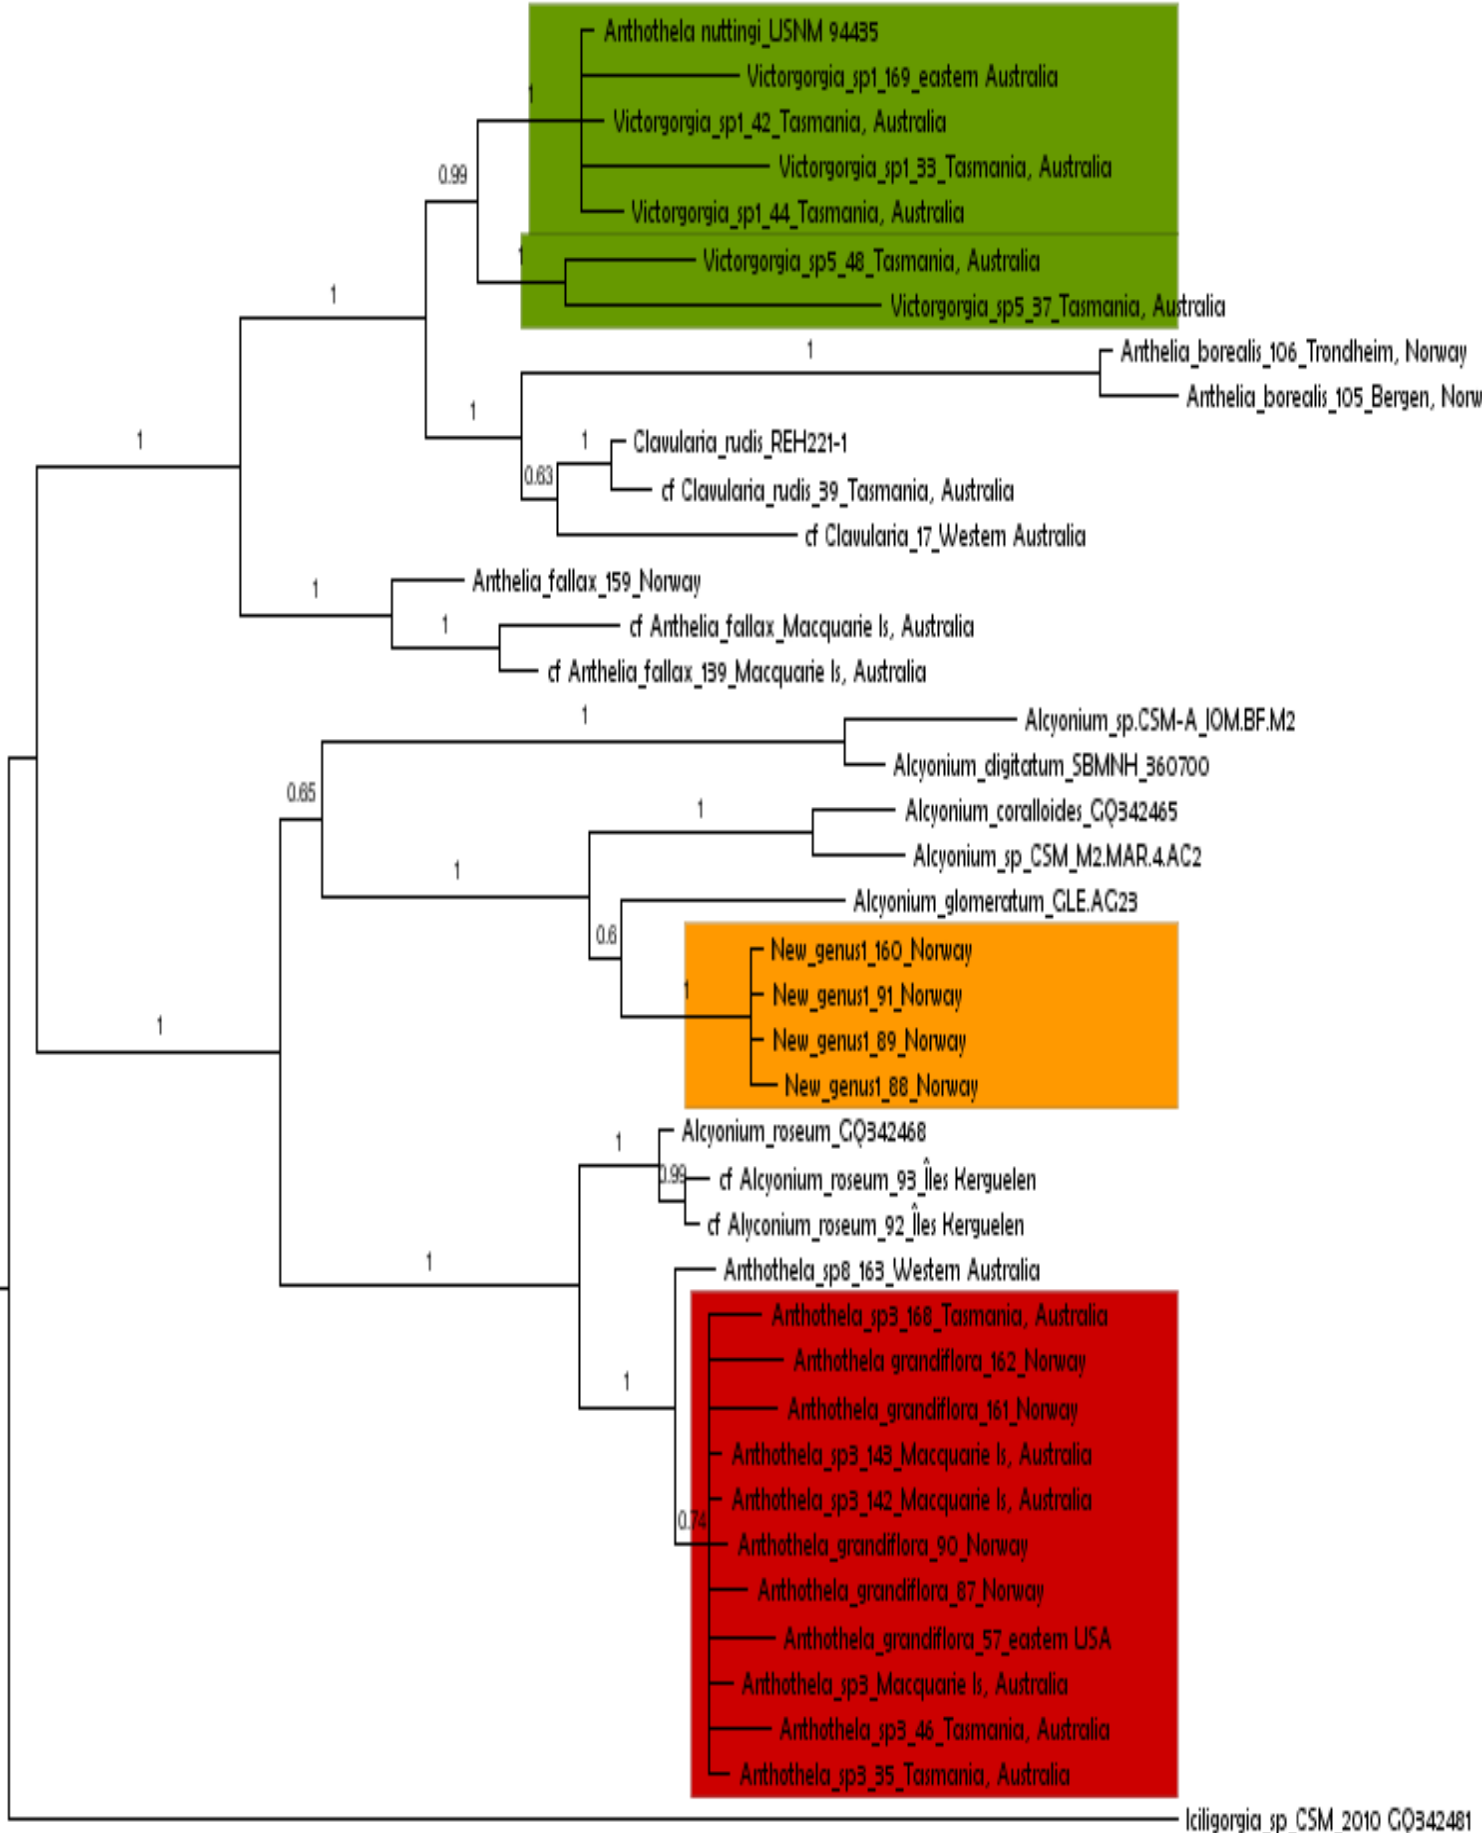 Anthothela nuttingi_USNM 94435
1
Victorgorgia_sp1_169_eastern Australia
Victorgorgia_sp1_42_Tasmania, Australia
0.99
Victorgorgia_sp1_33_Tasmania, Australia
Victorgorgia_sp1_44_Tasmania, Australia
1
Victorgorgia_sp5_48_Tasmania, Australia
1
Victorgorgia_sp5_37_Tasmania, Australia
1
Anthelia_borealis_106_Trondheim, Norway
Anthelia_borealis_105_Bergen, Norw
1
1
1
Clavularia_rudis_REH221-1
0.63
cf Clavularia_rudis_39_Tasmania, Australia
cf Clavularia_17_Western Australia
1
Anthelia_fallax_159_Norway
1
cf Anthelia_fallax_Macquarie Is, Australia
cf Anthelia_fallax_139_Macquarie Is, Australia
1
Alcyonium_sp.CSM-A_IOM.BF.M2
Alcyonium_digitatum_SBMNH_360700
0.65
1
Alcyonium_coralloides_GQ342465
Alcyonium_sp_CSM_M2.MAR.4.AC2
1
Alcyonium_glomeratum_GLE.AG23
0.6
New_genus1_160_Norway
1
New_genus1_91_Norway
1
New_genus1_89_Norway
New_genus1_88_Norway
1
Alcyonium_roseum_GQ342468
0.99
cf Alcyonium_roseum_93_Îles Kerguelen
cf Alyconium_roseum_92_Îles Kerguelen
1
Anthothela_sp8_163_Western Australia
Anthothela_sp3_168_Tasmania, Australia
Anthothela grandiflora_162_Norway
1
Anthothela_grandiflora_161_Norway
Anthothela_sp3_143_Macquarie Is, Australia
Anthothela_sp3_142_Macquarie Is, Australia
0.74
Anthothela_grandiflora_90_Norway
Anthothela_grandiflora_87_Norway
Anthothela_grandiflora_57_eastern USA
Anthothela_sp3_Macquarie Is, Australia
Anthothela_sp3_46_Tasmania, Australia
Anthothela_sp3_35_Tasmania, Australia
Iciligorgia_sp_CSM_2010_GQ342481